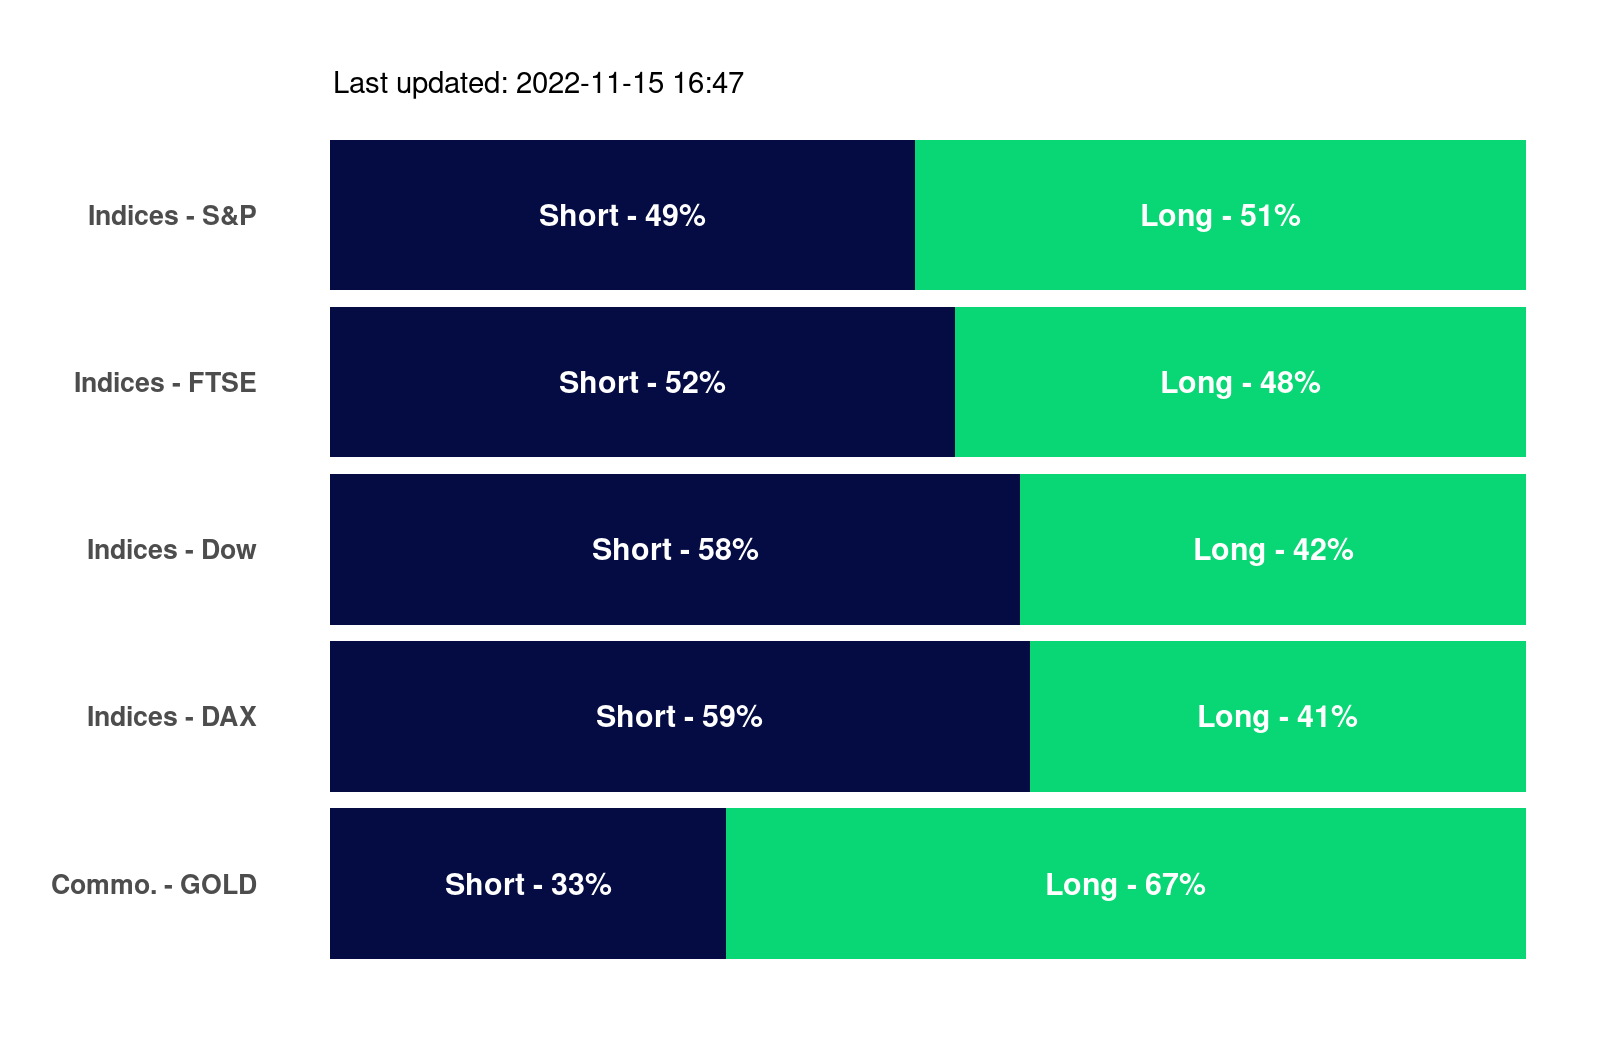 Last updated: 2022-11-15 16:47
Indices - S&P Short - 49% Long - 51%
Indices - FTSE Short - 52% Long - 48%
Indices - Dow Short - 58% Long - 42%
Indices - DAX Short - 59% Long - 41%
Commo. - GOLD Short - 33% Long - 67%